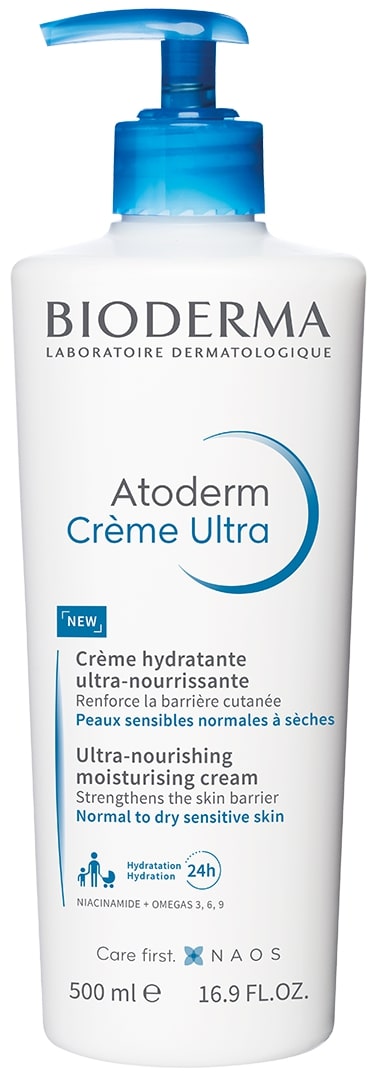 BIODERMA
LABORATOIRE DERMATOLOGIQUE
Atoderm
Crème Ultra
NEW
Crème hydratante
ultra-nourrissante
Renforce la barrière cutanée
Peaux sensibles normales à sèches
Ultra-nourishing
moisturising cream
Strengthens the skin barrier
Normal to dry sensitive skin
Hydratation
Hydration
24h
NIACINAMIDE + OMEGAS 3, 6, 9
Care first. NAOS
500 ml ℮ 16.9 FL.OZ.